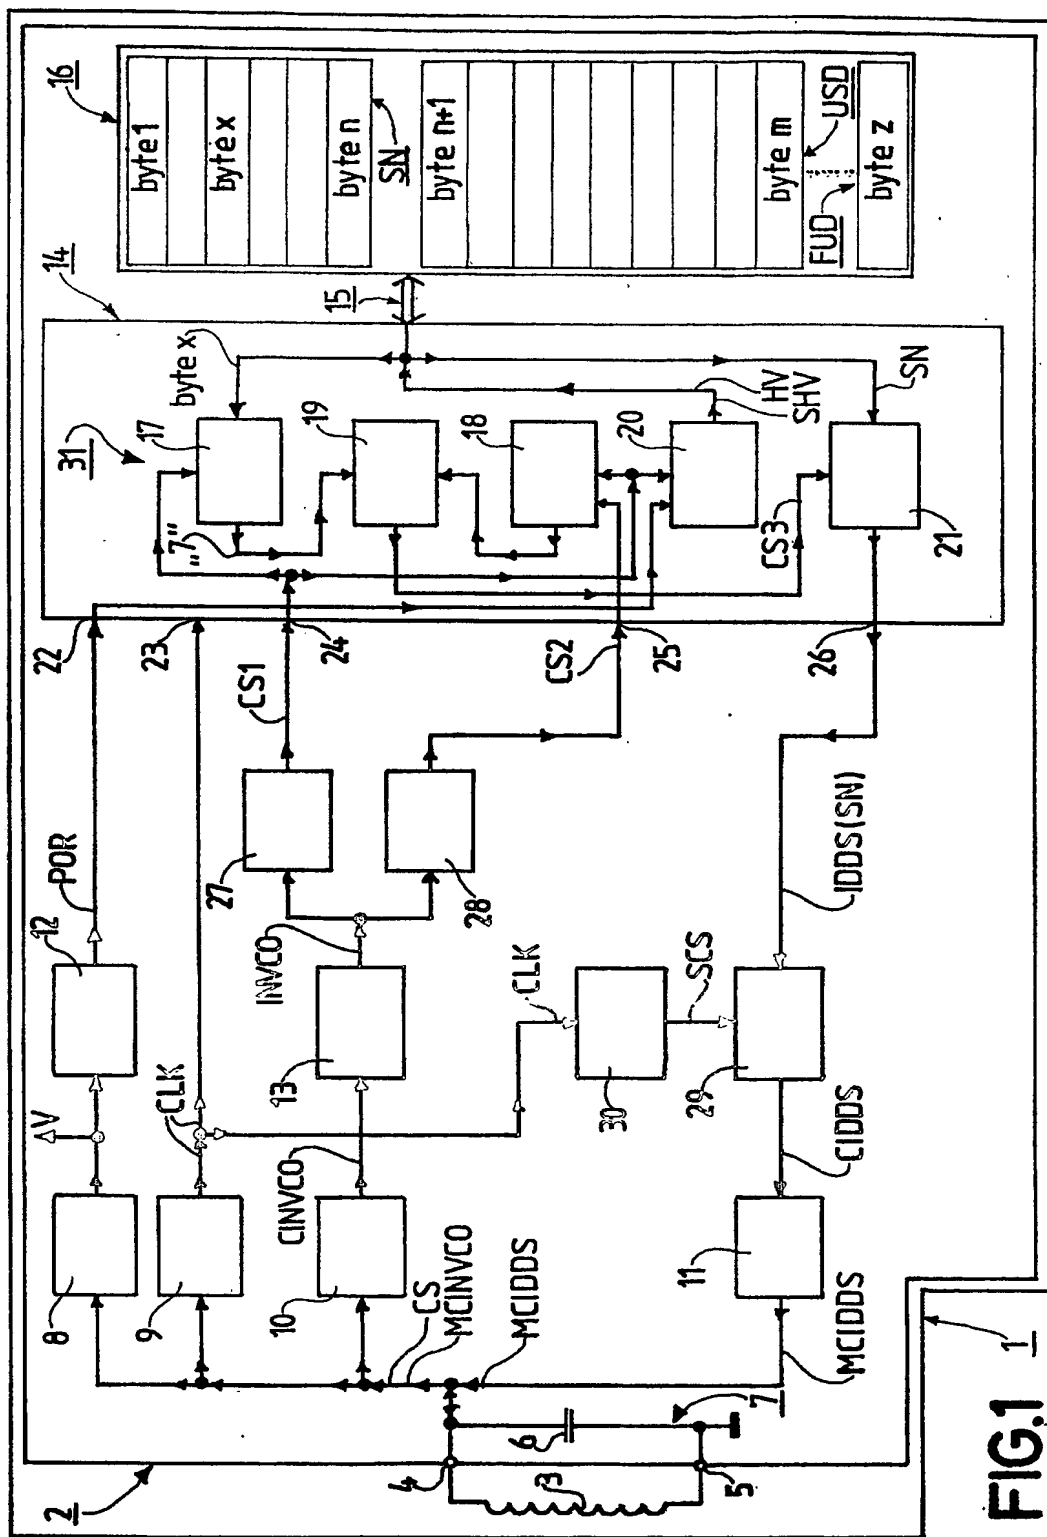 FIG.1
1
2
3
4
5
6
7
MCIDDS
MCIDDS
MCINVCO
CS
8
9
10
11
AV
CLK
CINVCO
CIDDS
12
POR
13
INVCO
CLK
30
SCS
29
IDDS(SN)
27
28
CS1
CS2
22
23
24
25
26
14
31
"7"
17
byte x
19
18
20
HV
SHV
CS3
21
SN
15
16
byte 1
byte x
byte n
SN
byte n+1
byte m
USD
FUD
byte z